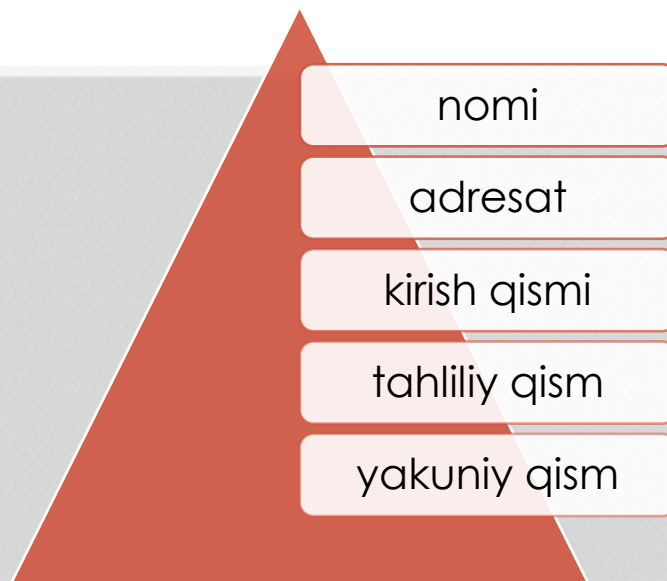 nomi
adresat
kirish qismi
tahliliy qism
yakuniy qism